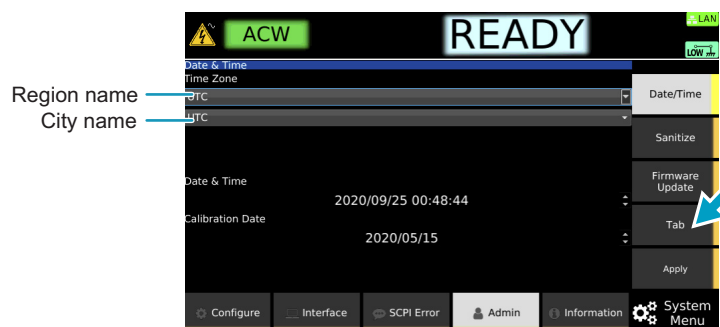 LAN
ACW
READY
LOW
Date & Time
Time Zone
Region name
UTC
Date/Time
City name
UTC
Sanitize
Date & Time
Firmware
Update
2020/09/25 00:48:44
Calibration Date
Tab
2020/05/15
Apply
Configure
Interface
SCPI Error
Admin
Information
System
Menu